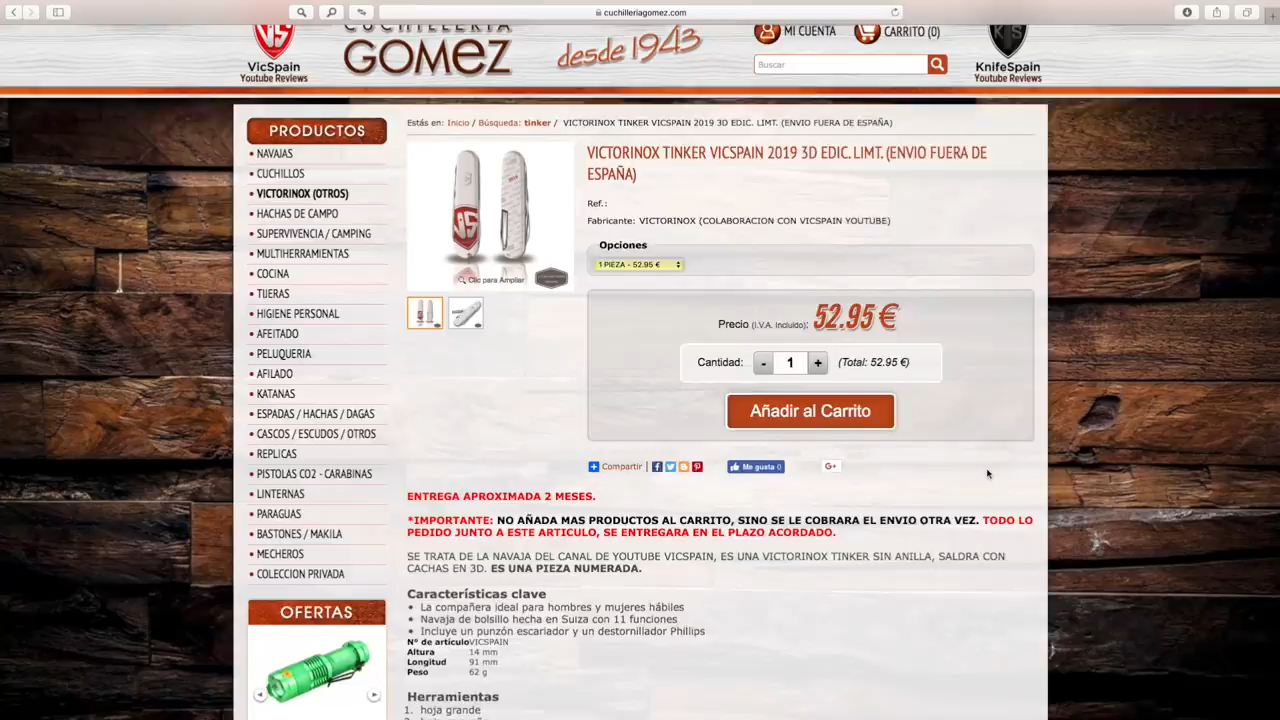 cuchilleriagomez.com
VS
VicSpain
Youtube Reviews
CUCHILLERIA
GOMEZ
desde 1943
MI CUENTA
CARRITO (0)
Buscar
KS
KnifeSpain
Youtube Reviews
PRODUCTOS
• NAVAJAS
• CUCHILLOS
• VICTORINOX (OTROS)
• HACHAS DE CAMPO
• SUPERVIVENCIA / CAMPING
• MULTIHERRAMIENTAS
• COCINA
• TIJERAS
• HIGIENE PERSONAL
• AFEITADO
• PELUQUERIA
• AFILADO
• KATANAS
• ESPADAS / HACHAS / DAGAS
• CASCOS / ESCUDOS / OTROS
• REPLICAS
• PISTOLAS CO2 - CARABINAS
• LINTERNAS
• PARAGUAS
• BASTONES / MAKILA
• MECHEROS
• COLECCION PRIVADA
OFERTAS
Estás en: Inicio / Búsqueda: tinker / VICTORINOX TINKER VICSPAIN 2019 3D EDIC. LIMT. (ENVIO FUERA DE ESPAÑA)
VS
Clic para Ampliar
VICTORINOX TINKER VICSPAIN 2019 3D EDIC. LIMT. (ENVIO FUERA DE
ESPAÑA)
Ref.:
Fabricante: VICTORINOX (COLABORACION CON VICSPAIN YOUTUBE)
Opciones
1 PIEZA - 52.95 €
Precio (I.V.A. Incluido): 52.95 €
Cantidad: - 1 + (Total: 52.95 €)
Añadir al Carrito
Compartir | Me gusta 0 G+
ENTREGA APROXIMADA 2 MESES.
*IMPORTANTE: NO AÑADA MAS PRODUCTOS AL CARRITO, SINO SE LE COBRARA EL ENVIO OTRA VEZ. TODO LO
PEDIDO JUNTO A ESTE ARTICULO, SE ENTREGARA EN EL PLAZO ACORDADO.
SE TRATA DE LA NAVAJA DEL CANAL DE YOUTUBE VICSPAIN, ES UNA VICTORINOX TINKER SIN ANILLA, SALDRA CON
CACHAS EN 3D. ES UNA PIEZA NUMERADA.
Características clave
• La compañera ideal para hombres y mujeres hábiles
• Navaja de bolsillo hecha en Suiza con 11 funciones
• Incluye un punzón escariador y un destornillador Phillips
N° de artículo VICSPAIN
Altura 14 mm
Longitud 91 mm
Peso 62 g
Herramientas
1. hoja grande